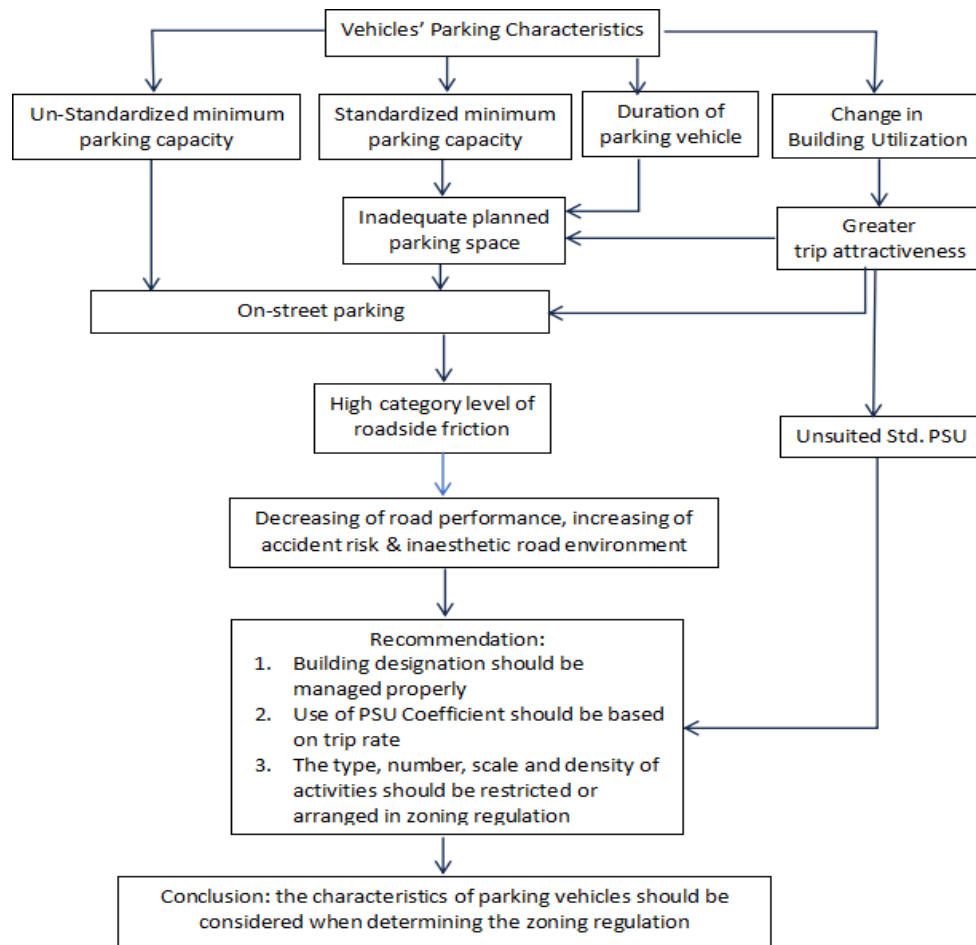 Vehicles’ Parking Characteristics
Un-Standardized minimum
parking capacity
Standardized minimum
parking capacity
Duration of
parking vehicle
Change in
Building Utilization
Inadequate planned
parking space
Greater
trip attractiveness
On-street parking
High category level of
roadside friction
Unsuited Std. PSU
Decreasing of road performance, increasing of
accident risk & inaesthetic road environment
Recommendation:
1. Building designation should be
managed properly
2. Use of PSU Coefficient should be based
on trip rate
3. The type, number, scale and density of
activities should be restricted or
arranged in zoning regulation
Conclusion: the characteristics of parking vehicles should be
considered when determining the zoning regulation